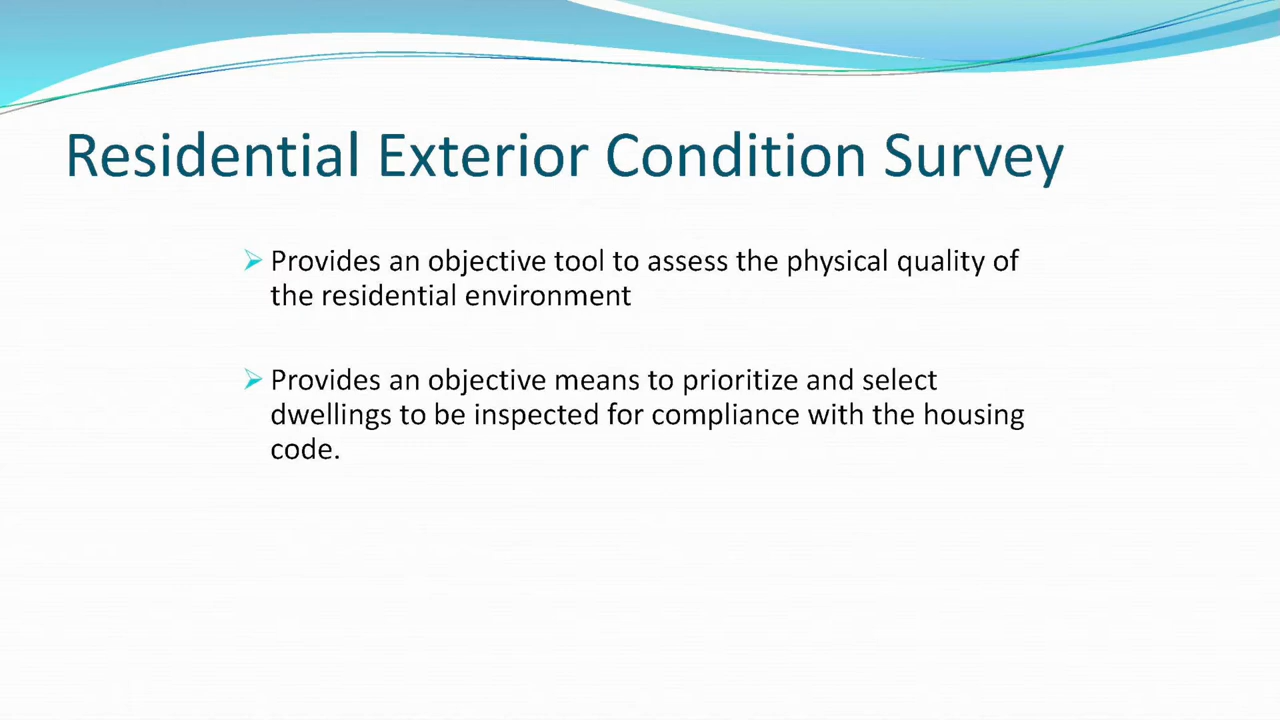 Residential Exterior Condition Survey
Provides an objective tool to assess the physical quality of
the residential environment
Provides an objective means to prioritize and select
dwellings to be inspected for compliance with the housing
code.